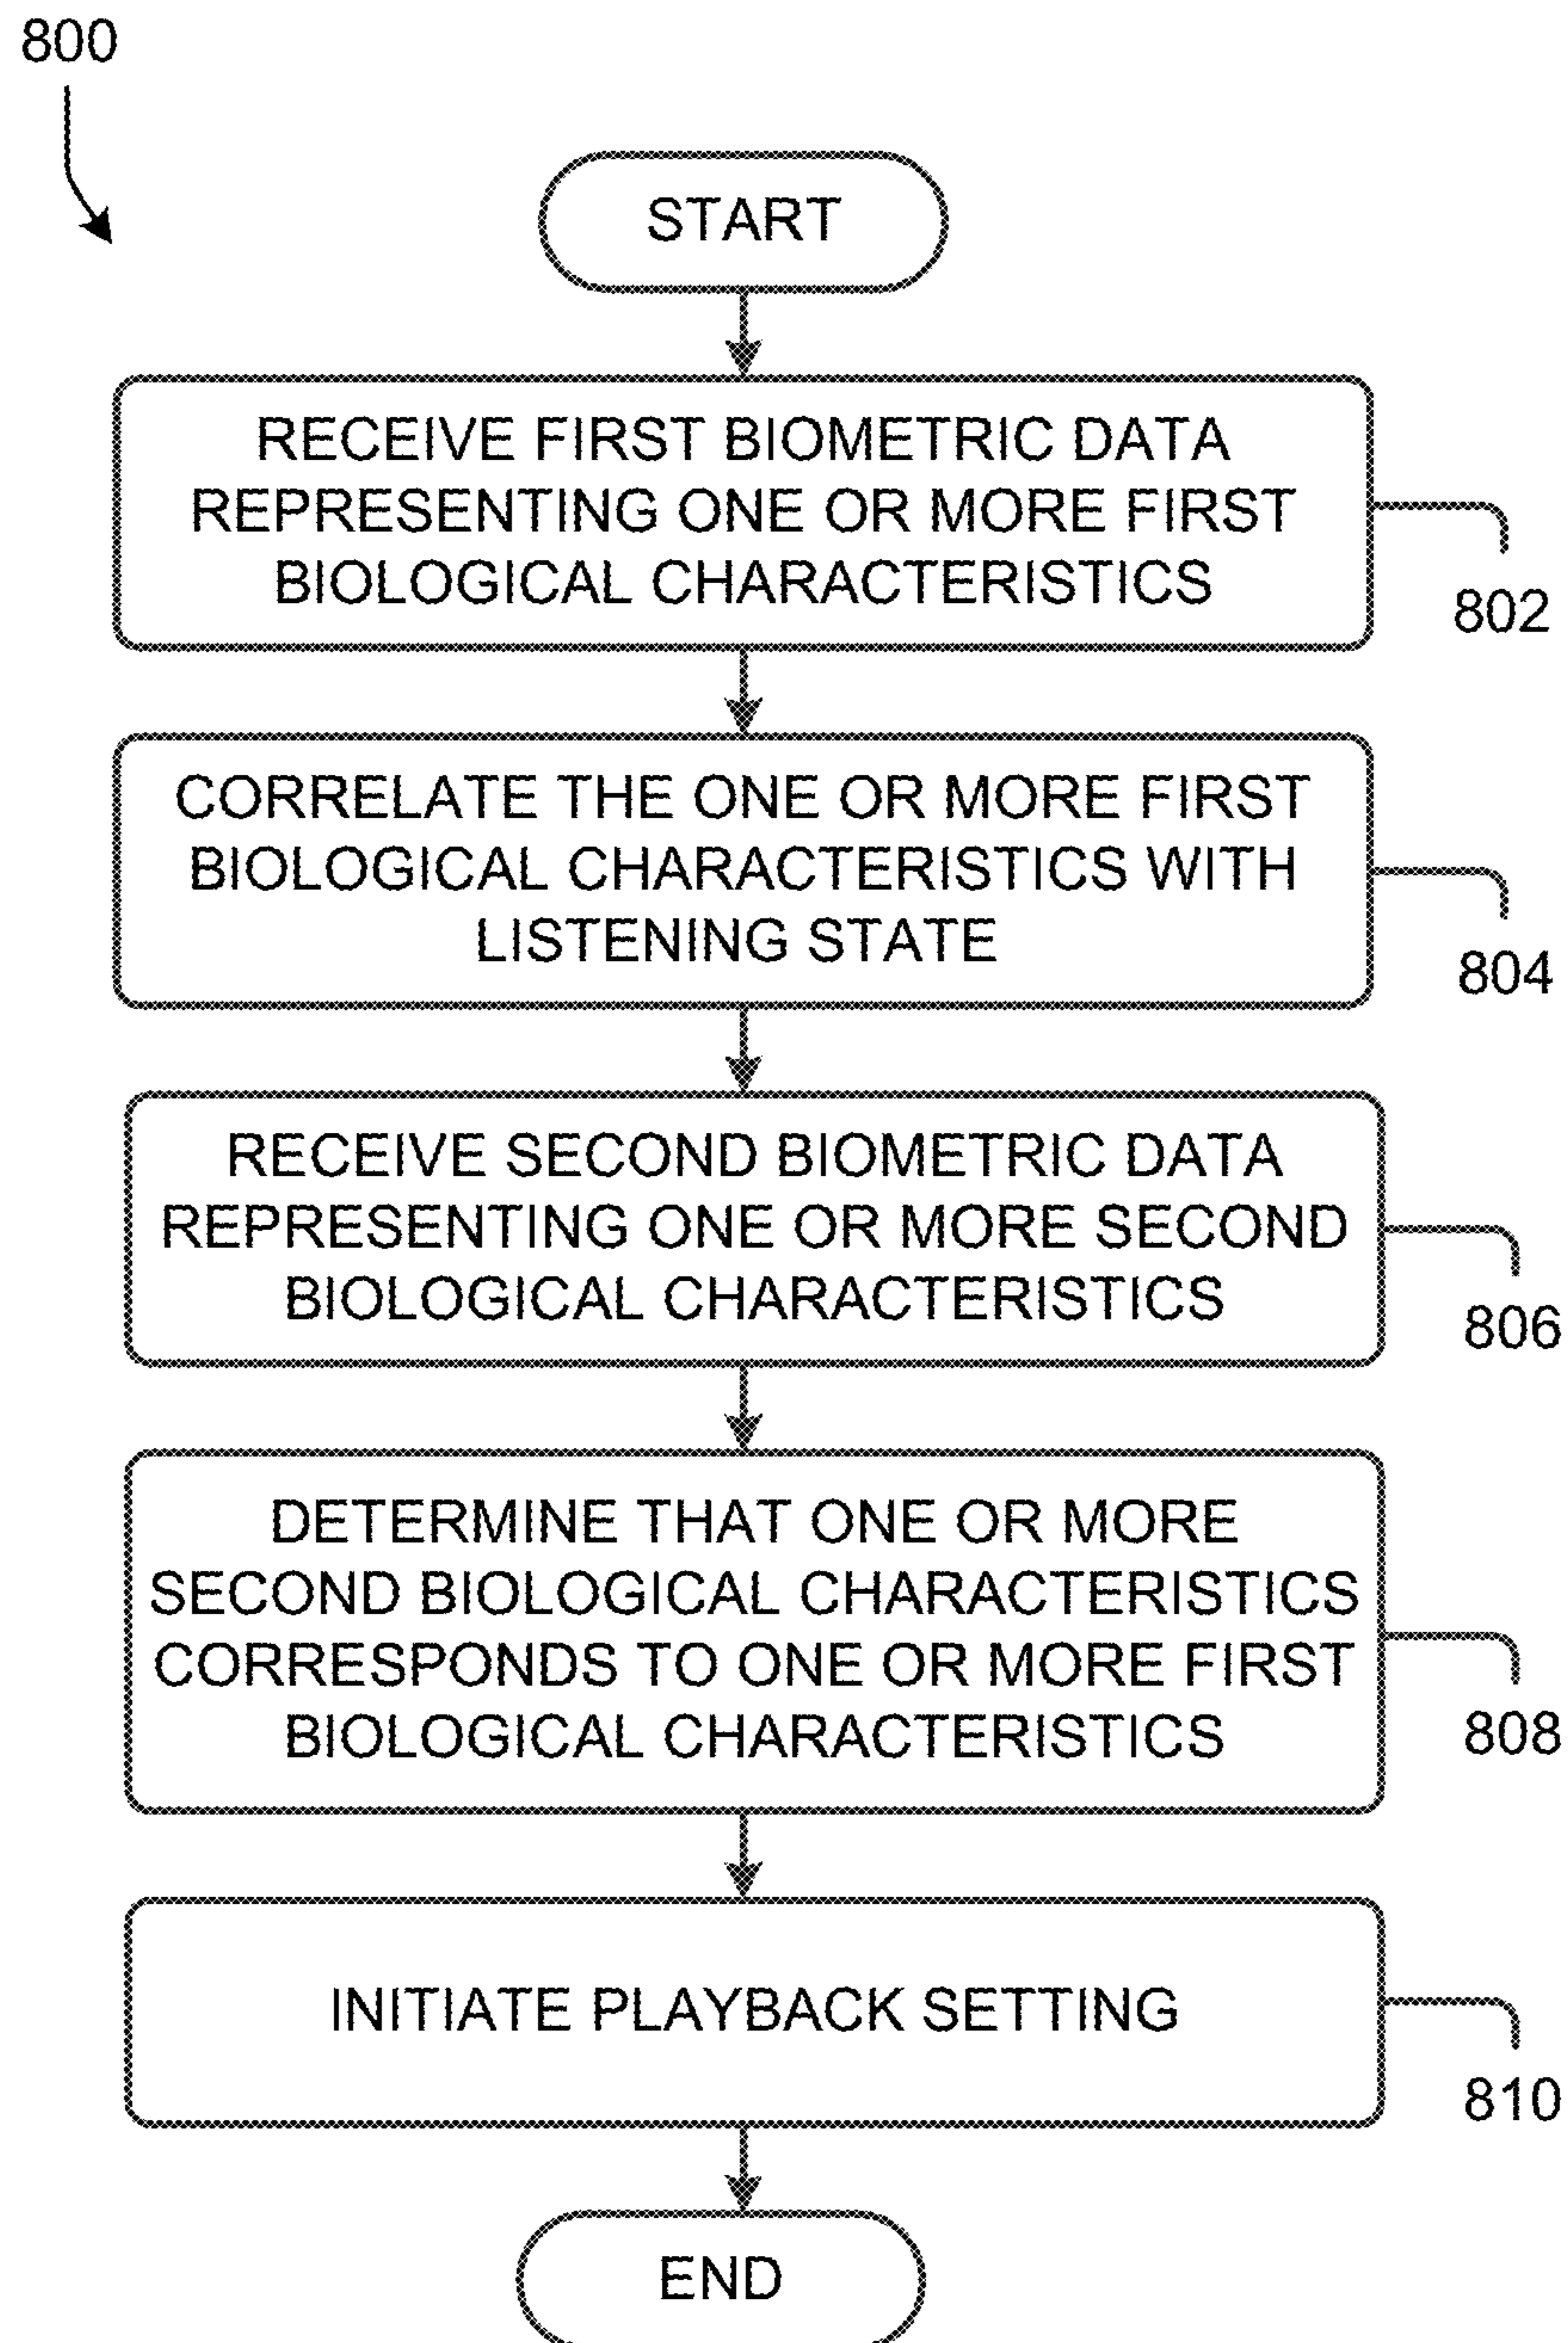 800
START
RECEIVE FIRST BIOMETRIC DATA
REPRESENTING ONE OR MORE FIRST
BIOLOGICAL CHARACTERISTICS
802
CORRELATE THE ONE OR MORE FIRST
BIOLOGICAL CHARACTERISTICS WITH
LISTENING STATE
804
RECEIVE SECOND BIOMETRIC DATA
REPRESENTING ONE OR MORE SECOND
BIOLOGICAL CHARACTERISTICS
806
DETERMINE THAT ONE OR MORE
SECOND BIOLOGICAL CHARACTERISTICS
CORRESPONDS TO ONE OR MORE FIRST
BIOLOGICAL CHARACTERISTICS
808
INITIATE PLAYBACK SETTING
810
END